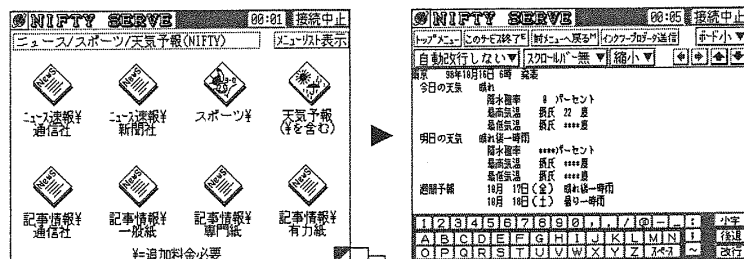 NIFTY SERVE 00:01 接続中止
ニュース/スポーツ/天気予報(NIFTY) メニューリスト表示
ニュース速報¥ 通信社
ニュース速報¥ 新聞社
スポーツ¥
天気予報 (¥を含む)
記事情報¥ 通信社
記事情報¥ 一般紙
記事情報¥ 専門紙
記事情報¥ 有力紙
¥=追加料金必要
NIFTY SERVE 00:05 接続中止
トップメニュー このサービス終了E 前メニューへ戻るM インクワープロデータ送信 ボード小▼
自動改行しない▼ スクロールバー無▼ 縮小▼
東京 98年10月16日 6時 発表
今日の天気 晴れ
降水確率 0 パーセント
最高気温 摂氏 22 度
最低気温 摂氏 ****度
明日の天気 晴れ後一時雨
降水確率 ****パーセント
最高気温 摂氏 ****度
最低気温 摂氏 ****度
週間予報 10月 17日(金) 晴れ後一時雨
10月 18日(土) 曇り一時雨
1 2 3 4 5 6 7 8 9 0 , . / @ - _ : 小字
A B C D E F G H I J K L M N ; 後退
O P Q R S T U V W X Y Z スペース ~ 改行